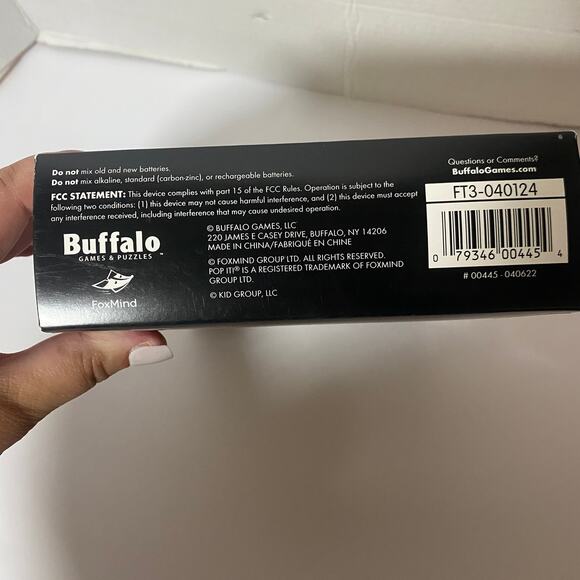 Do not mix old and new batteries.
Do not mix alkaline, standard (carbon-zinc), or rechargeable batteries.
FCC STATEMENT: This device complies with part 15 of the FCC Rules. Operation is subject to the
following two conditions: (1) this device may not cause harmful interference, and (2) this device must accept
any interference received, including interference that may cause undesired operation.
Buffalo
GAMES & PUZZLES ™
FoxMind
© BUFFALO GAMES, LLC
220 JAMES E CASEY DRIVE, BUFFALO, NY 14206
MADE IN CHINA/FABRIQUÉ EN CHINE
© FOXMIND GROUP LTD. ALL RIGHTS RESERVED.
POP IT!® IS A REGISTERED TRADEMARK OF FOXMIND
GROUP LTD.
© KID GROUP, LLC
Questions or Comments?
BuffaloGames.com
FT3-040124
0 79346 00445 4
# 00445 - 040622